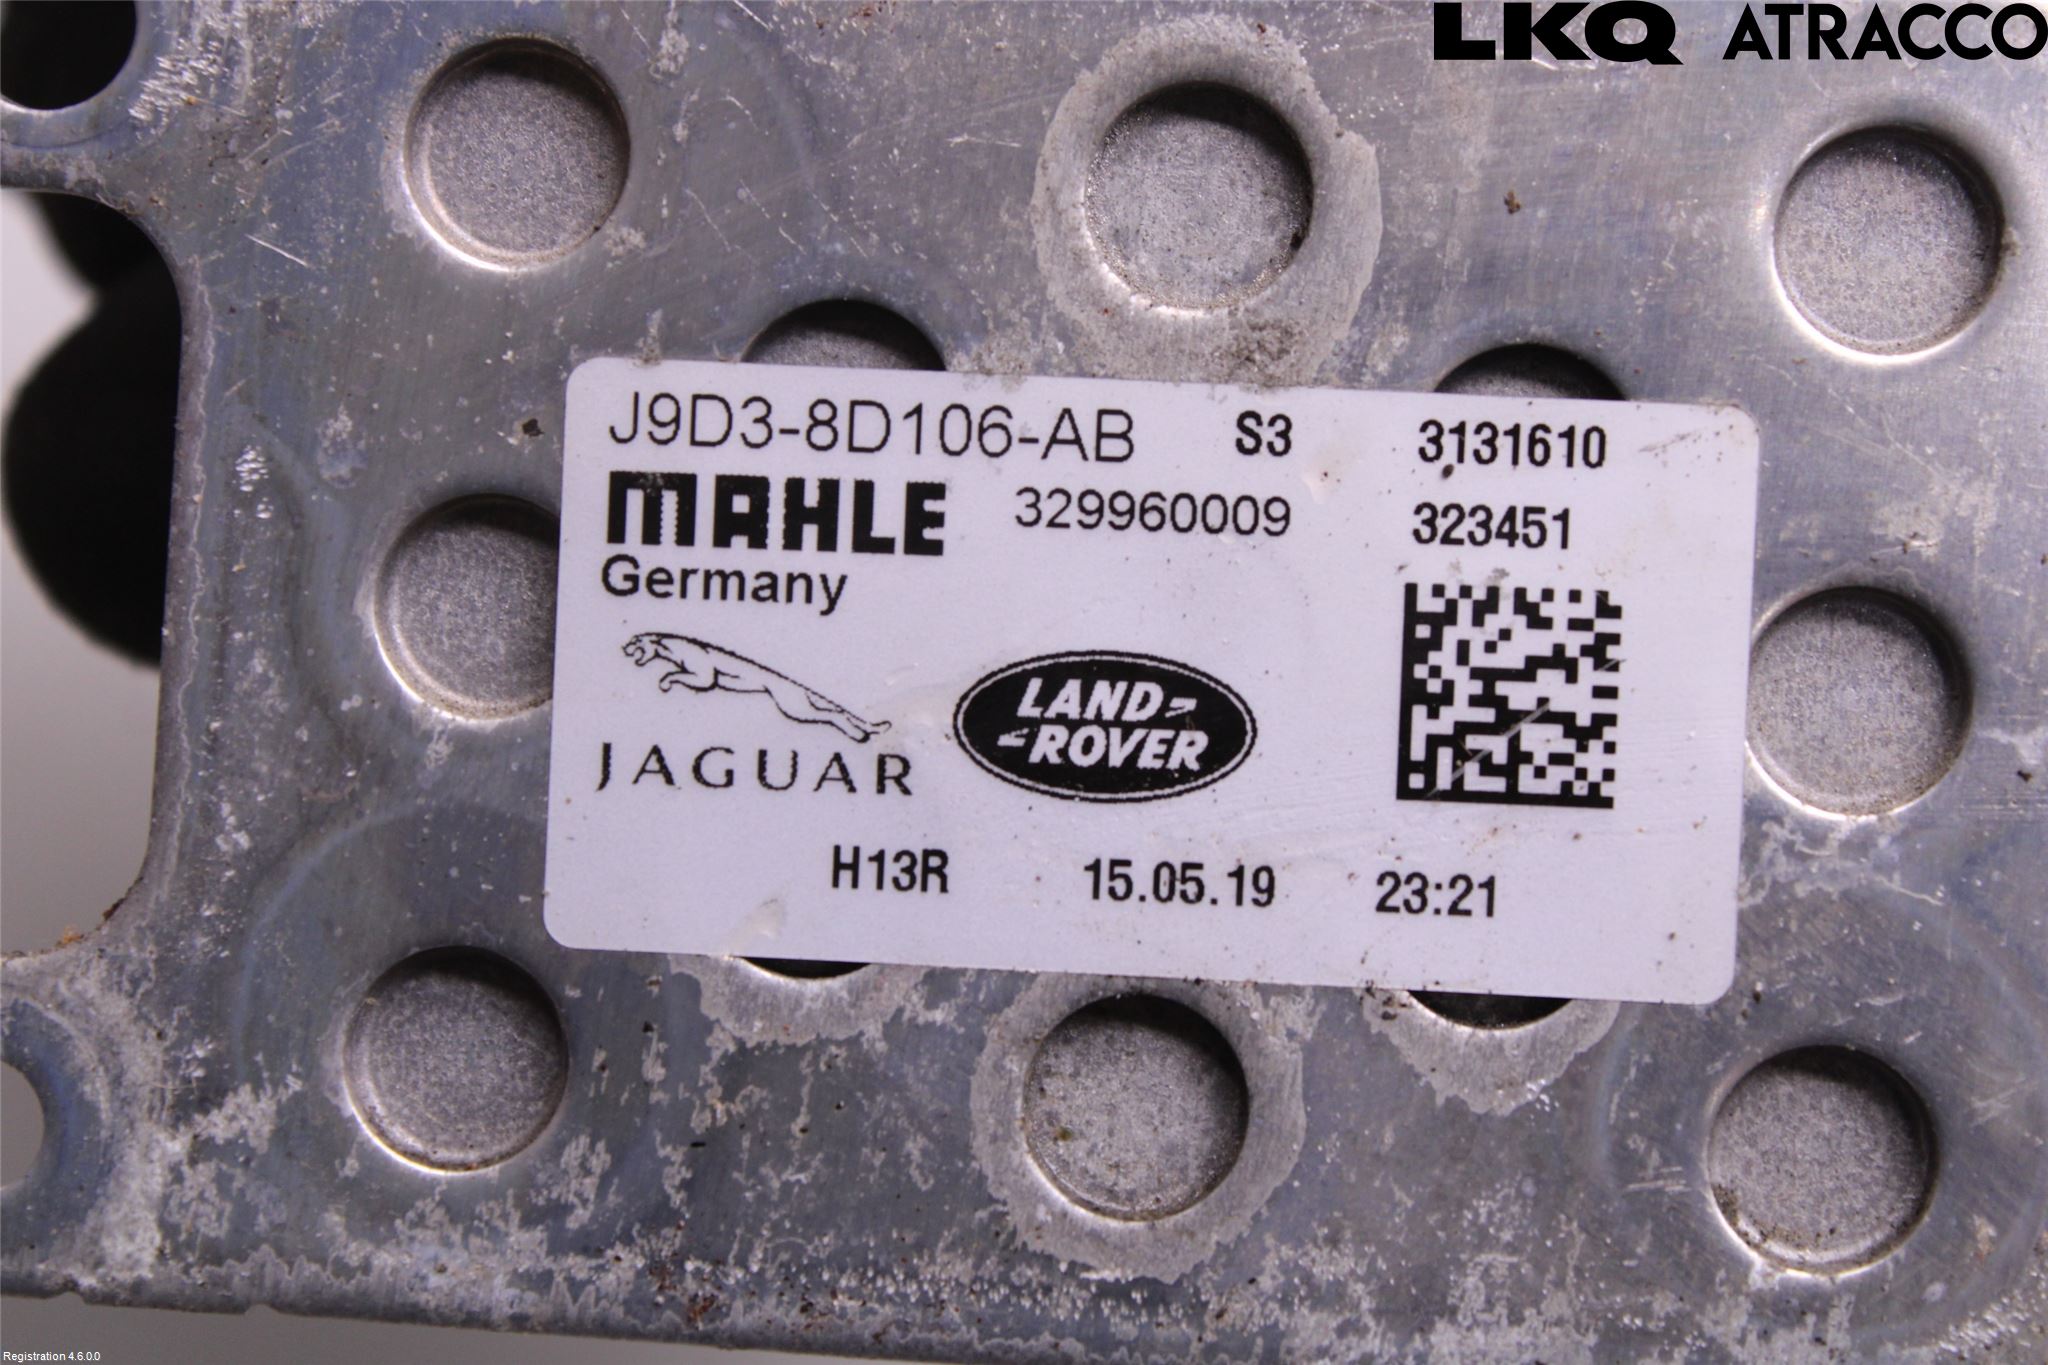 LKQ ATRACCO
J9D3-8D106-AB S3 3131610
MAHLE 329960009 323451
Germany
JAGUAR LAND-
-ROVER
H13R 15.05.19 23:21
Registration 4.6.0.0